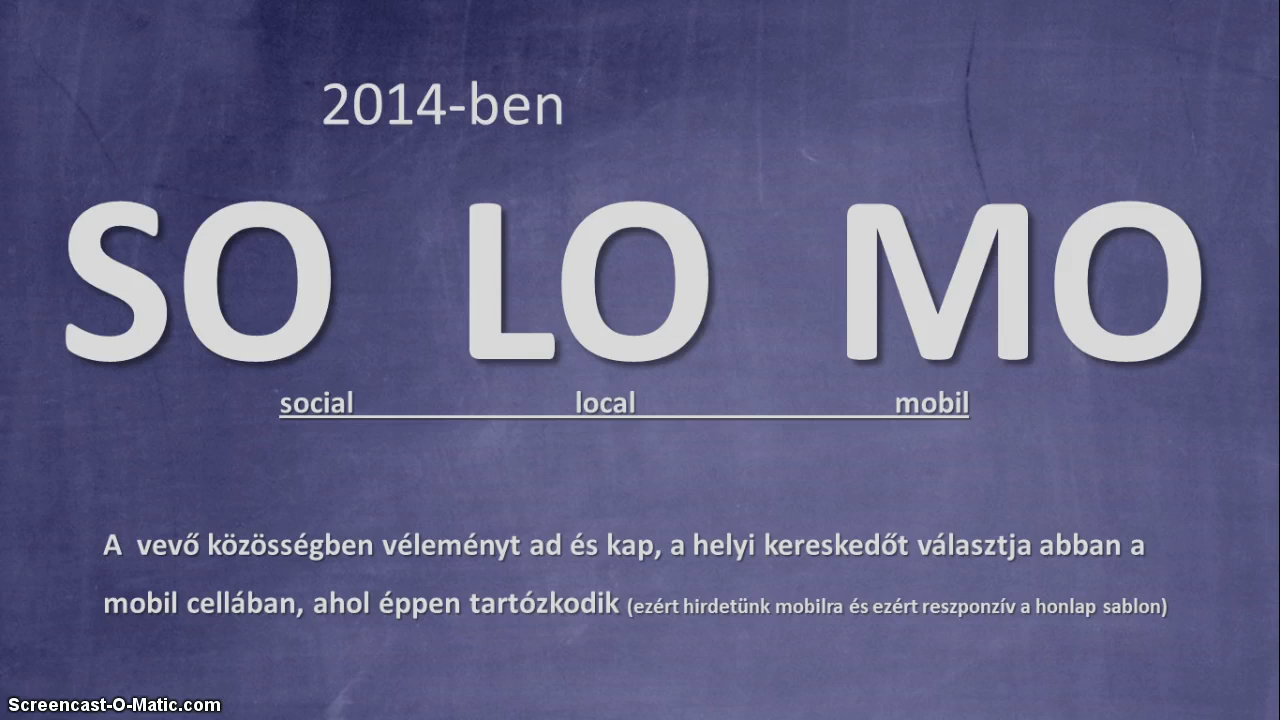 2014-ben
SO LO MO
social local mobil
A vevő közösségben véleményt ad és kap, a helyi kereskedőt választja abban a
mobil cellában, ahol éppen tartózkodik (ezért hirdetünk mobilra és ezért reszponzív a honlap sablon)
Screencast-O-Matic.com